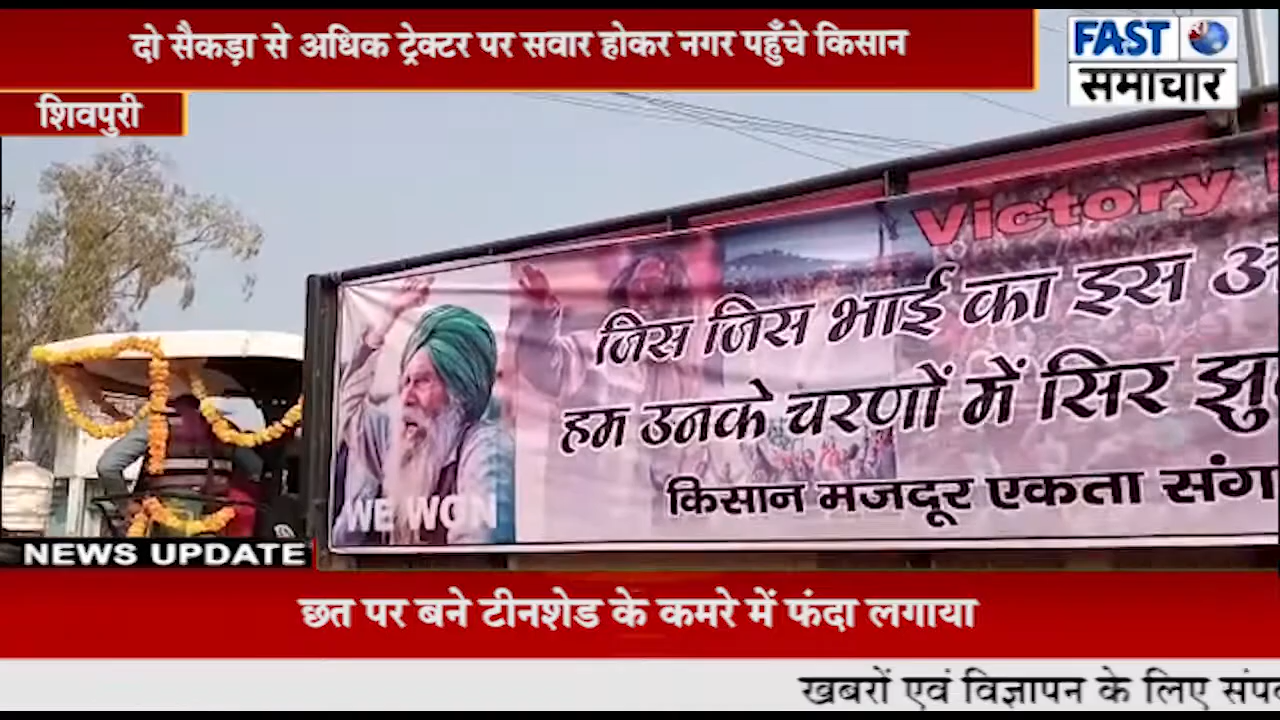 दो सैकड़ा से अधिक ट्रेक्टर पर सवार होकर नगर पहुँचे किसान
FAST
समाचार
शिवपुरी
Victory
जिस जिस भाई का इस
हम उनके चरणों में सिर
किसान मजदूर एकता
WE WON
NEWS UPDATE
छत पर बने टीनशेड के कमरे में फंदा लगाया
खबरों एवं विज्ञापन के लिए